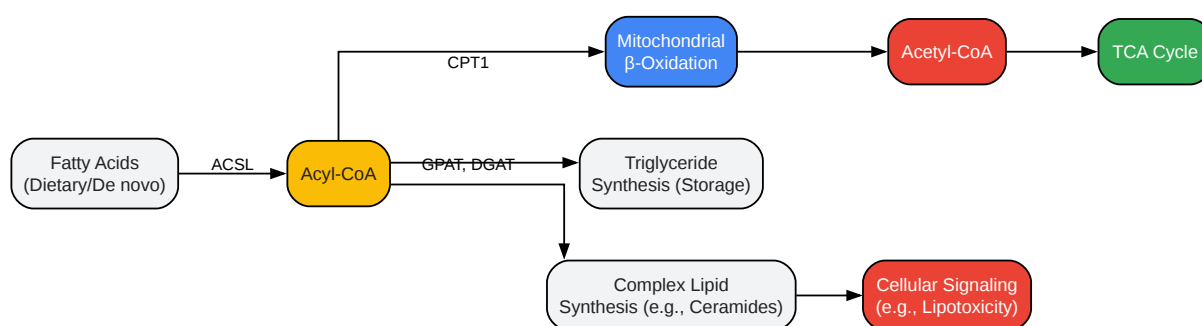 Mitochondrial
β-Oxidation
Acetyl-CoA
TCA Cycle
CPT1
Fatty Acids
(Dietary/De novo)
ACSL
Acyl-CoA
GPAT, DGAT
Triglyceride
Synthesis (Storage)
Complex Lipid
Synthesis (e.g., Ceramides)
Cellular Signaling
(e.g., Lipotoxicity)